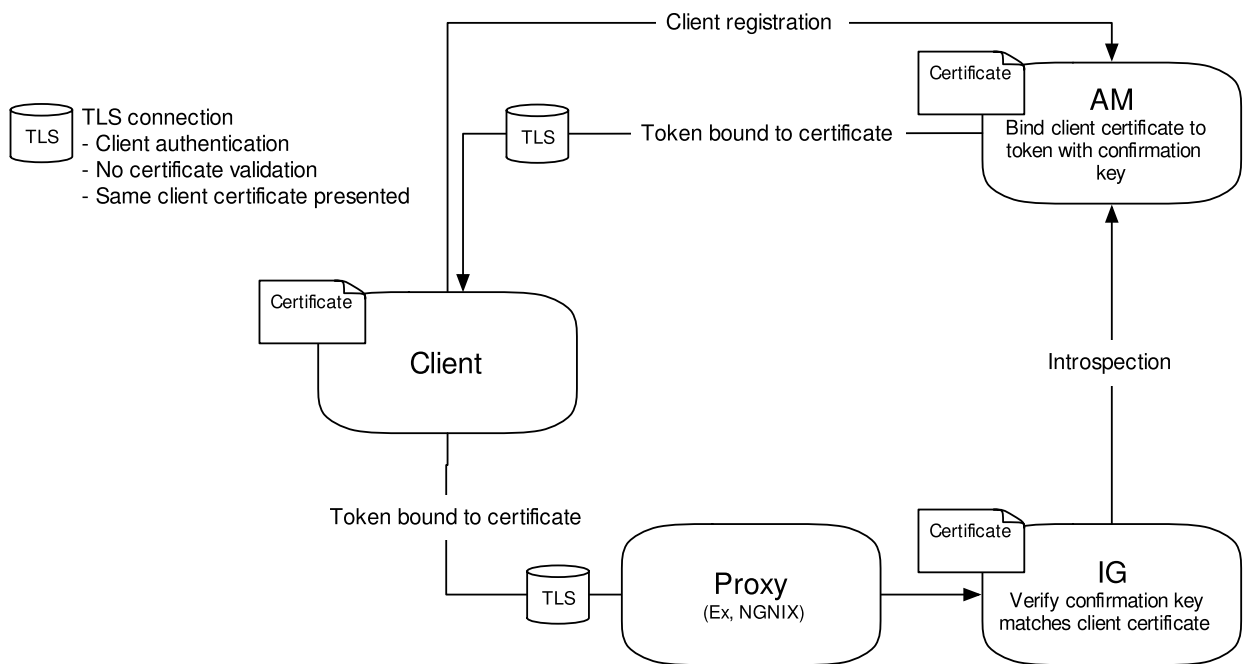 Client registration
Certificate
AM
Bind client certificate to
token with confirmation
key
TLS
TLS connection
- Client authentication
- No certificate validation
- Same client certificate presented
TLS
Token bound to certificate
Certificate
Client
Introspection
Token bound to certificate
TLS
Proxy
(Ex, NGNIX)
Certificate
IG
Verify confirmation key
matches client certificate